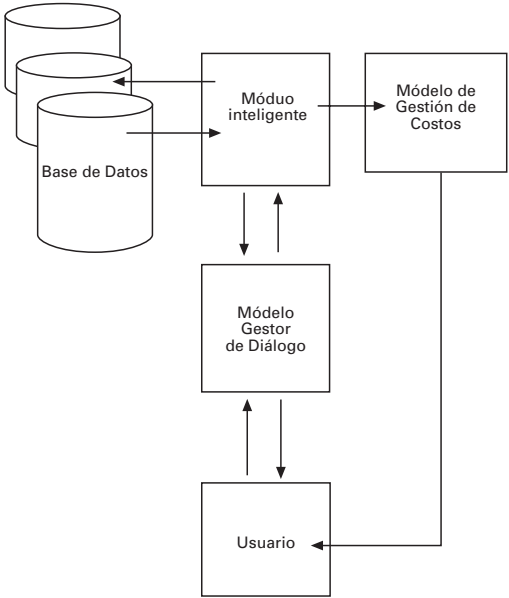 Base de Datos
Móduo
inteligente
Módelo de
Gestión de
Costos
Módelo
Gestor
de Diálogo
Usuario